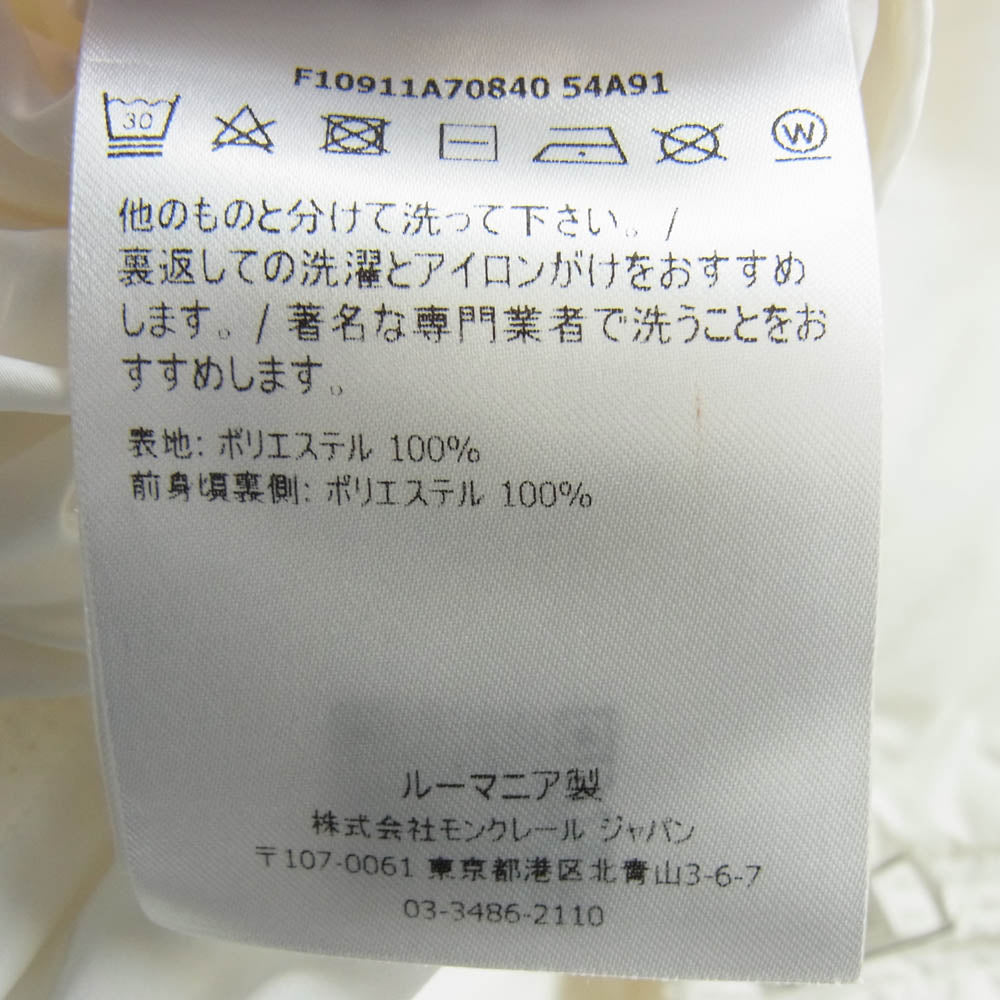 F10911A70840 54A91
30 W
他のものと分けて洗って下さい。/
裏返しての洗濯とアイロンがけをおすすめ
します。/ 著名な専門業者で洗うことをお
すすめします。
表地: ポリエステル 100%
前身頃裏側: ポリエステル 100%
ルーマニア製
株式会社モンクレール ジャパン
〒107-0061 東京都港区北青山3-6-7
03-3486-2110